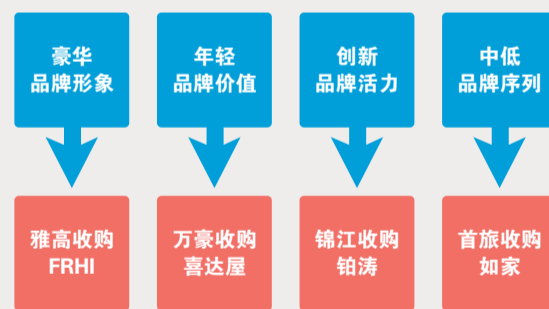 豪华
品牌形象
年轻
品牌价值
创新
品牌活力
中低
品牌序列
雅高收购
FRHI
万豪收购
喜达屋
锦江收购
铂涛
首旅收购
如家